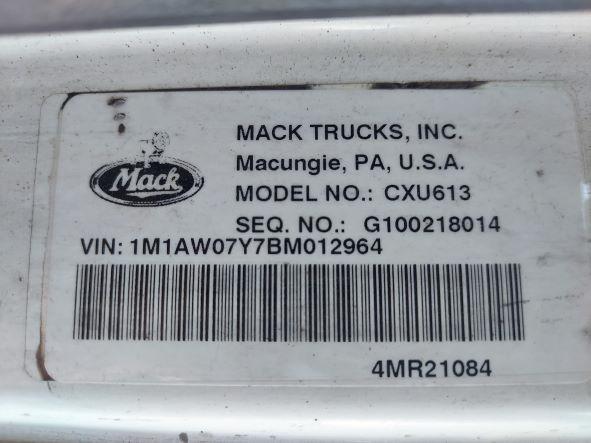 MACK TRUCKS, INC.
Mack
Macungie, PA, U.S.A.
MODEL NO.: CXU613
SEQ. NO.: G100218014
VIN: 1M1AW07Y7BM012964
4MR21084